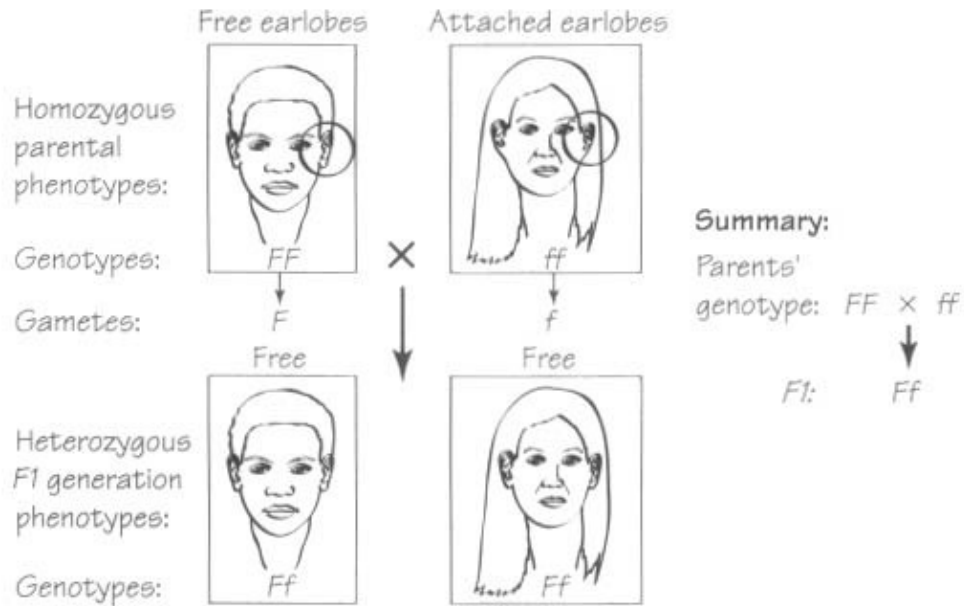 Free earlobes
Attached earlobes
Homozygous
parental
phenotypes:
Genotypes:
FF
×
ff
Gametes:
F
f
Free
Free
Heterozygous
F1 generation
phenotypes:
Genotypes:
Ff
Ff
Summary:
Parents'
genotype: FF × ff
F1: Ff